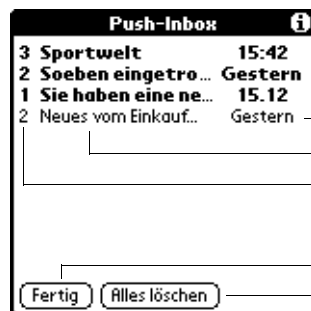 Push-Inbox
3 Sportwelt 15:42
2 Soeben eingetro... Gestern
1 Sie haben eine ne... 15.12
2 Neues vom Einkauf... Gestern
Fertig Alles löschen